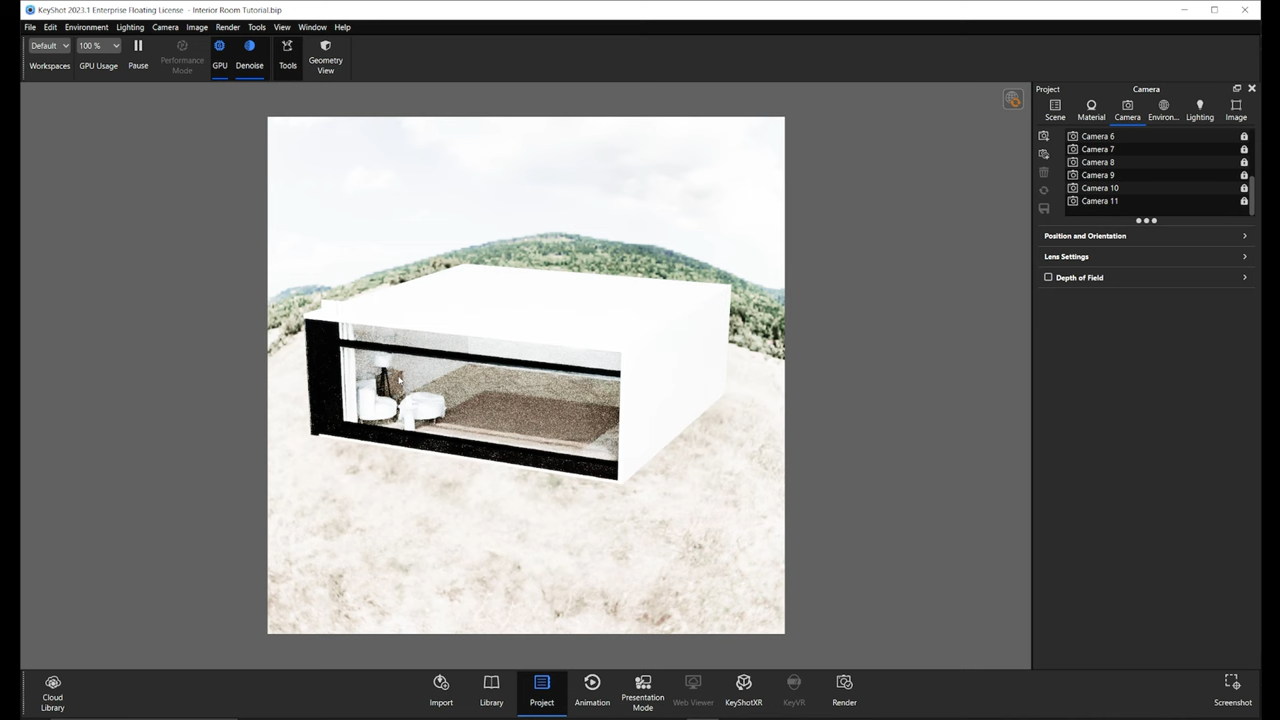 KeyShot 2023.1 Enterprise Floating License - Interior Room Tutorial.bip
File Edit Environment Lighting Camera Image Render Tools View Window Help
Default 100 %
Workspaces GPU Usage Pause Performance Mode GPU Denoise Tools Geometry View
Project Camera
Scene Material Camera Environ... Lighting Image
Camera 6
Camera 7
Camera 8
Camera 9
Camera 10
Camera 11
Position and Orientation
Lens Settings
Depth of Field
Cloud Library
Import Library Project Animation Presentation Mode Web Viewer KeyShotXR KeyVR Render Screenshot